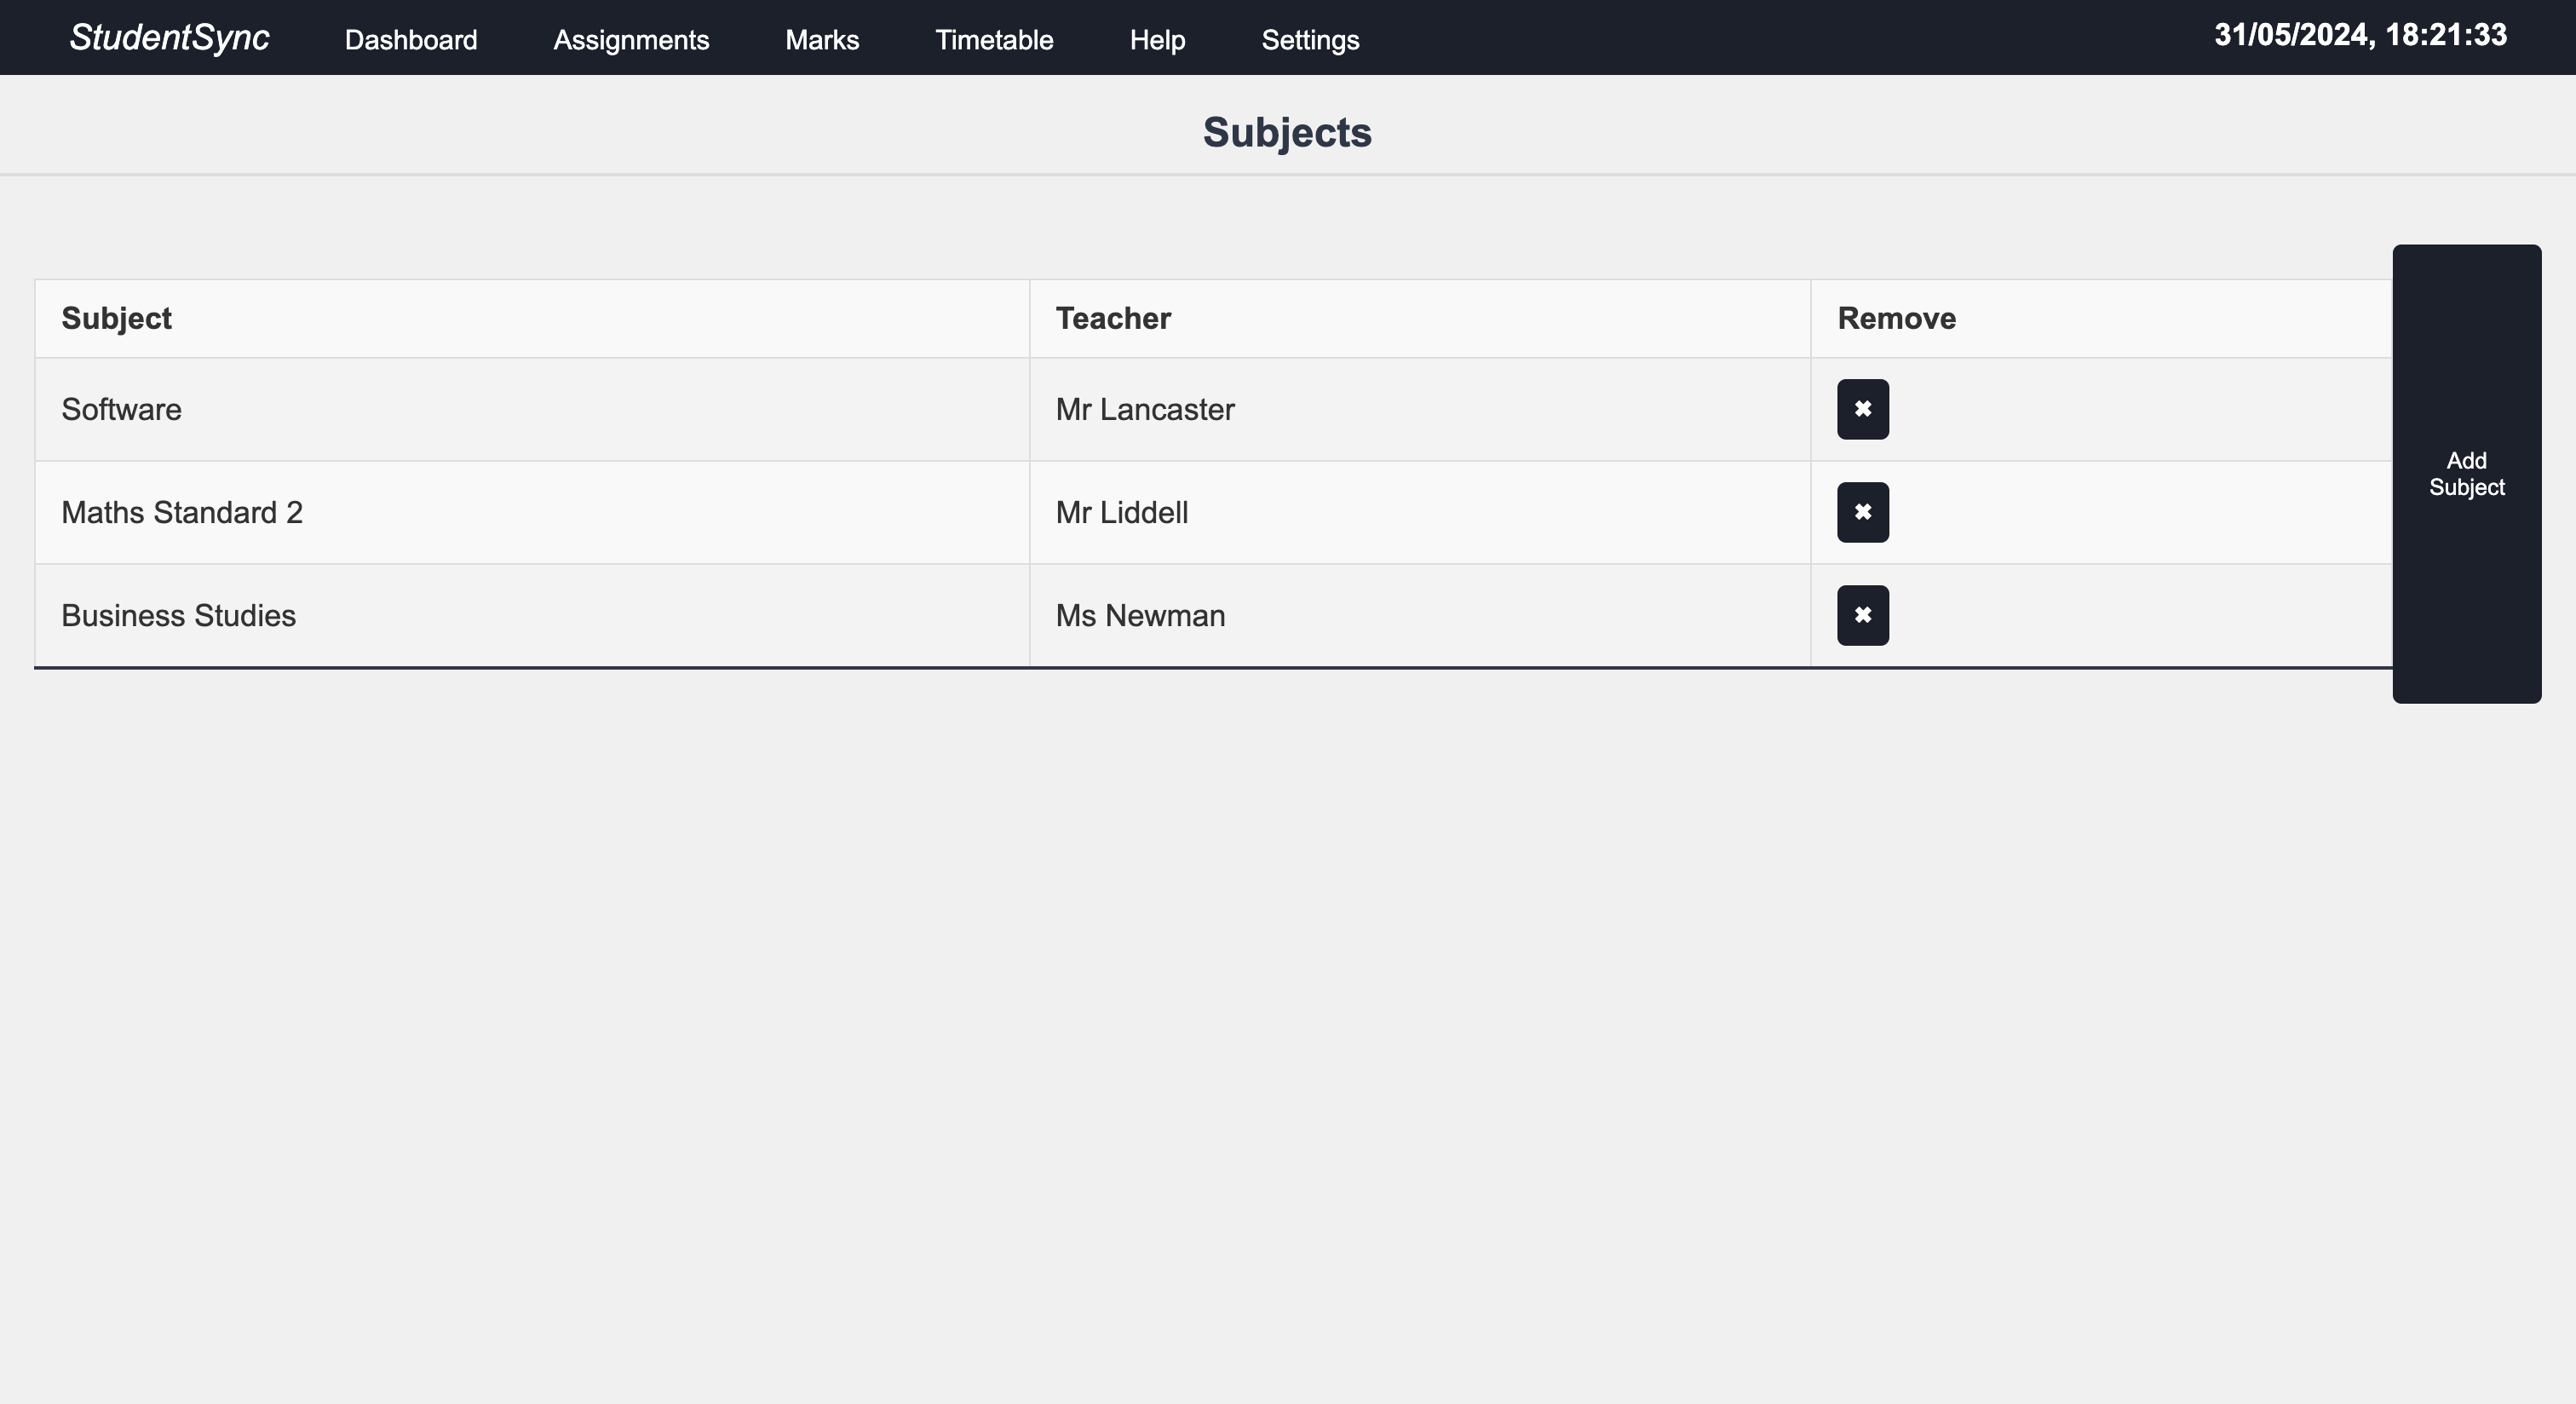 StudentSync Dashboard Assignments Marks Timetable Help Settings 31/05/2024, 18:21:33
Subjects
Subject Teacher Remove
Software Mr Lancaster ✖
Maths Standard 2 Mr Liddell ✖
Business Studies Ms Newman ✖
Add
Subject